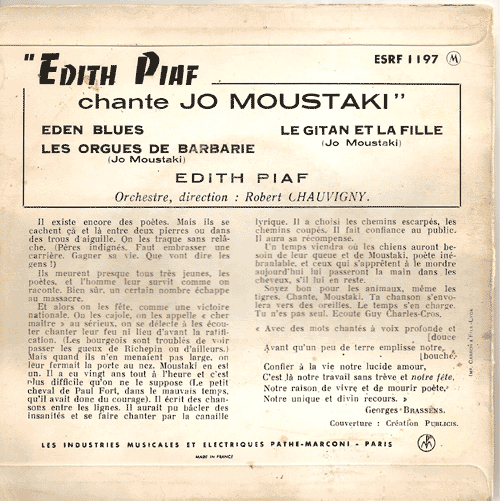 ESRF 1197 M
"EDITH PIAF
chante JO MOUSTAKI"
EDEN BLUES
LES ORGUES DE BARBARIE
(Jo Moustaki)
LE GITAN ET LA FILLE
(Jo Moustaki)
EDITH PIAF
Orchestre, direction : Robert CHAUVIGNY.
Il existe encore des poètes. Mais ils se
cachent çà et là entre deux pierres ou dans
des trous d'aiguille. On les traque sans relâ-
che. (Pères indignés. Faut embrasser une
carrière. Gagner sa vie. Que vont dire les
gens !)
Ils meurent presque tous très jeunes, les
poètes, et l'homme leur survit comme on
raconte. Bien sûr, un certain nombre échappe
au massacre.
Et alors on les fête, comme une victoire
nationale. On les cajole, on les appelle « cher
maître » au sérieux, on se délecte à les écou-
ter chanter leur feu ni lieu d'avant la ratifi-
cation. (Les bourgeois sont troublés de voir
passer les gueux de Richepin ou d'ailleurs.)
Mais quand ils n'en menaient pas large, on
leur fermait la porte au nez. Moustaki en est
un. Il a eu vingt ans tout à l'heure et c'est
plus difficile qu'on ne le suppose (Le petit
cheval de Paul Fort, dans le mauvais temps,
qu'il avait donc du courage). Il écrit des chan-
sons entre les lignes. Il aurait pu bâcler des
insanités et se faire chanter par la canaille
lyrique. Il a choisi les chemins escarpés, les
chemins coupés. Il fait confiance au public.
Il aura sa récompense.
Un temps viendra où les chiens auront be-
soin de leur queue et de Moustaki, poète iné-
branlable, et ceux qui s'apprêtent à le mordre
aujourd'hui lui passeront la main dans les
cheveux, s'il lui en reste.
Soyez bon pour les animaux, même les
tigres. Chante, Moustaki. Ta chanson s'envo-
lera vers des oreilles. Le temps s'en charge.
Tu n'es pas seul. Ecoute Guy Charles-Cros.
« Avec des mots chantés à voix profonde et
[douce
Avant qu'un peu de terre emplisse notre
[bouche,
Confier à la vie notre lucide amour,
C'est là notre travail sans trève et notre fête,
Notre raison de vivre et de mourir poète,
Notre unique et divin recours. »
Georges BRASSENS.
Couverture : Création PUBLICIS.
LES INDUSTRIES MUSICALES ET ELECTRIQUES PATHE-MARCONI - PARIS
MADE IN FRANCE